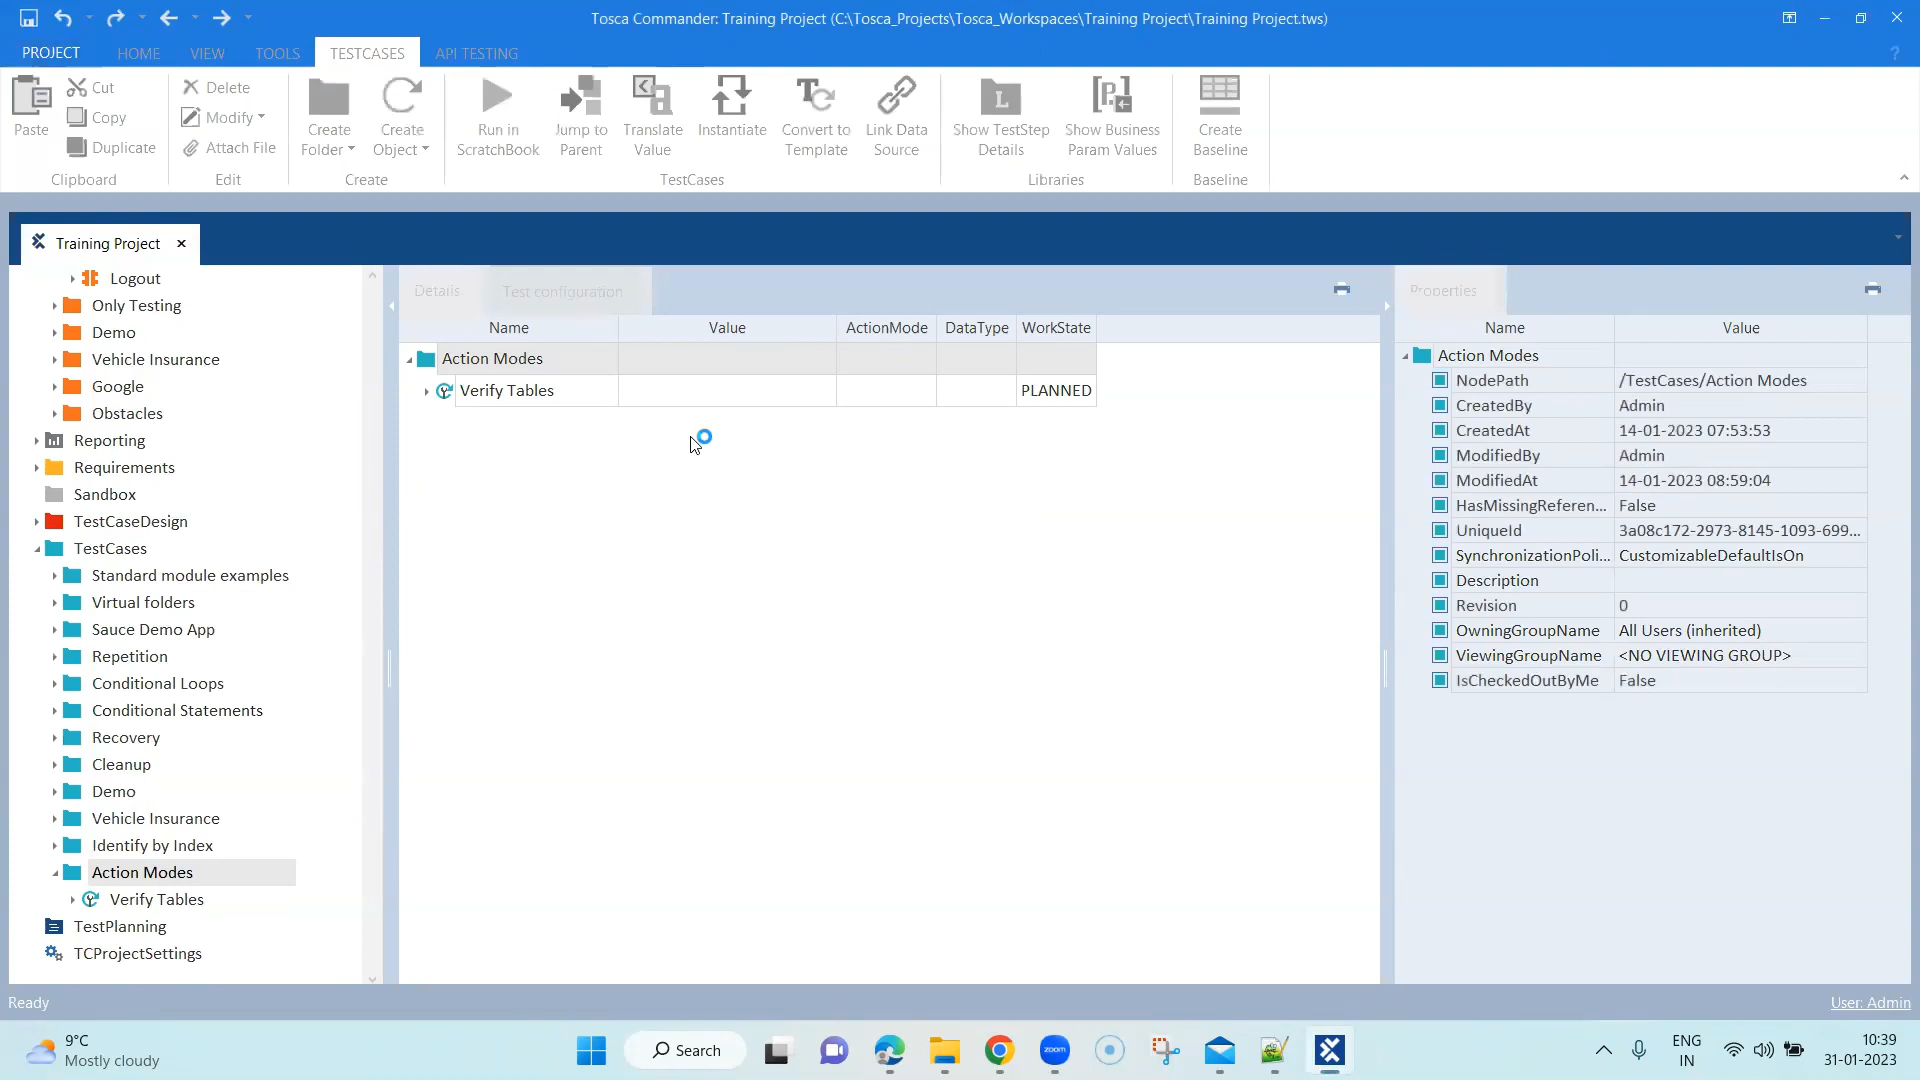 Tosca Commander: Training Project (C:\Tosca_Projects\Tosca_Workspaces\Training Project\Training Project.tws)
PROJECT HOME VIEW TOOLS TESTCASES API TESTING ?
Paste
Cut
Copy
Duplicate
Clipboard
Delete
Modify
Attach File
Edit
Create Folder
Create Object
Create
Run in ScratchBook
Jump to Parent
Translate Value
Instantiate
Convert to Template
Link Data Source
TestCases
Show TestStep Details
Show Business Param Values
Libraries
Create Baseline
Baseline
Training Project
Logout
Only Testing
Demo
Vehicle Insurance
Google
Obstacles
Reporting
Requirements
Sandbox
TestCaseDesign
TestCases
Standard module examples
Virtual folders
Sauce Demo App
Repetition
Conditional Loops
Conditional Statements
Recovery
Cleanup
Demo
Vehicle Insurance
Identify by Index
Action Modes
Verify Tables
TestPlanning
TCProjectSettings
Details Test configuration
Name Value ActionMode DataType WorkState
Action Modes
Verify Tables PLANNED
Properties
Name Value
Action Modes
NodePath /TestCases/Action Modes
CreatedBy Admin
CreatedAt 14-01-2023 07:53:53
ModifiedBy Admin
ModifiedAt 14-01-2023 08:59:04
HasMissingReferen... False
UniqueId 3a08c172-2973-8145-1093-699...
SynchronizationPoli... CustomizableDefaultIsOn
Description
Revision 0
OwningGroupName All Users (inherited)
ViewingGroupName <NO VIEWING GROUP>
IsCheckedOutByMe False
Ready User: Admin
9°C
Mostly cloudy
Search
zoom
ENG
IN
10:39
31-01-2023